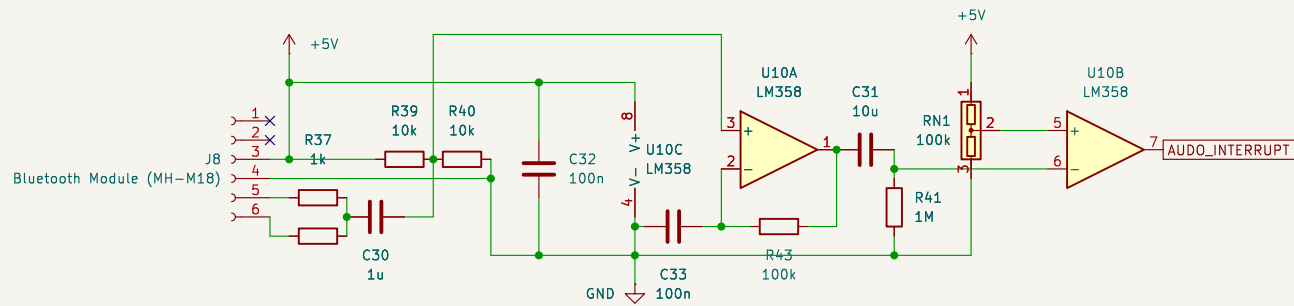 +5V
+5V
U10A
LM358
U10B
LM358
C31
10u
R39
10k
R40
10k
1
2
J8
3
R37
1k
Bluetooth Module (MH-M18)
4
5
6
C30
1u
C32
100n
8
V+
U10C
LM358
V-
4
3
+
2
-
1
RN1
100k
1
2
3
5
+
6
-
7
AUDO_INTERRUPT
R41
1M
R43
100k
C33
100n
GND